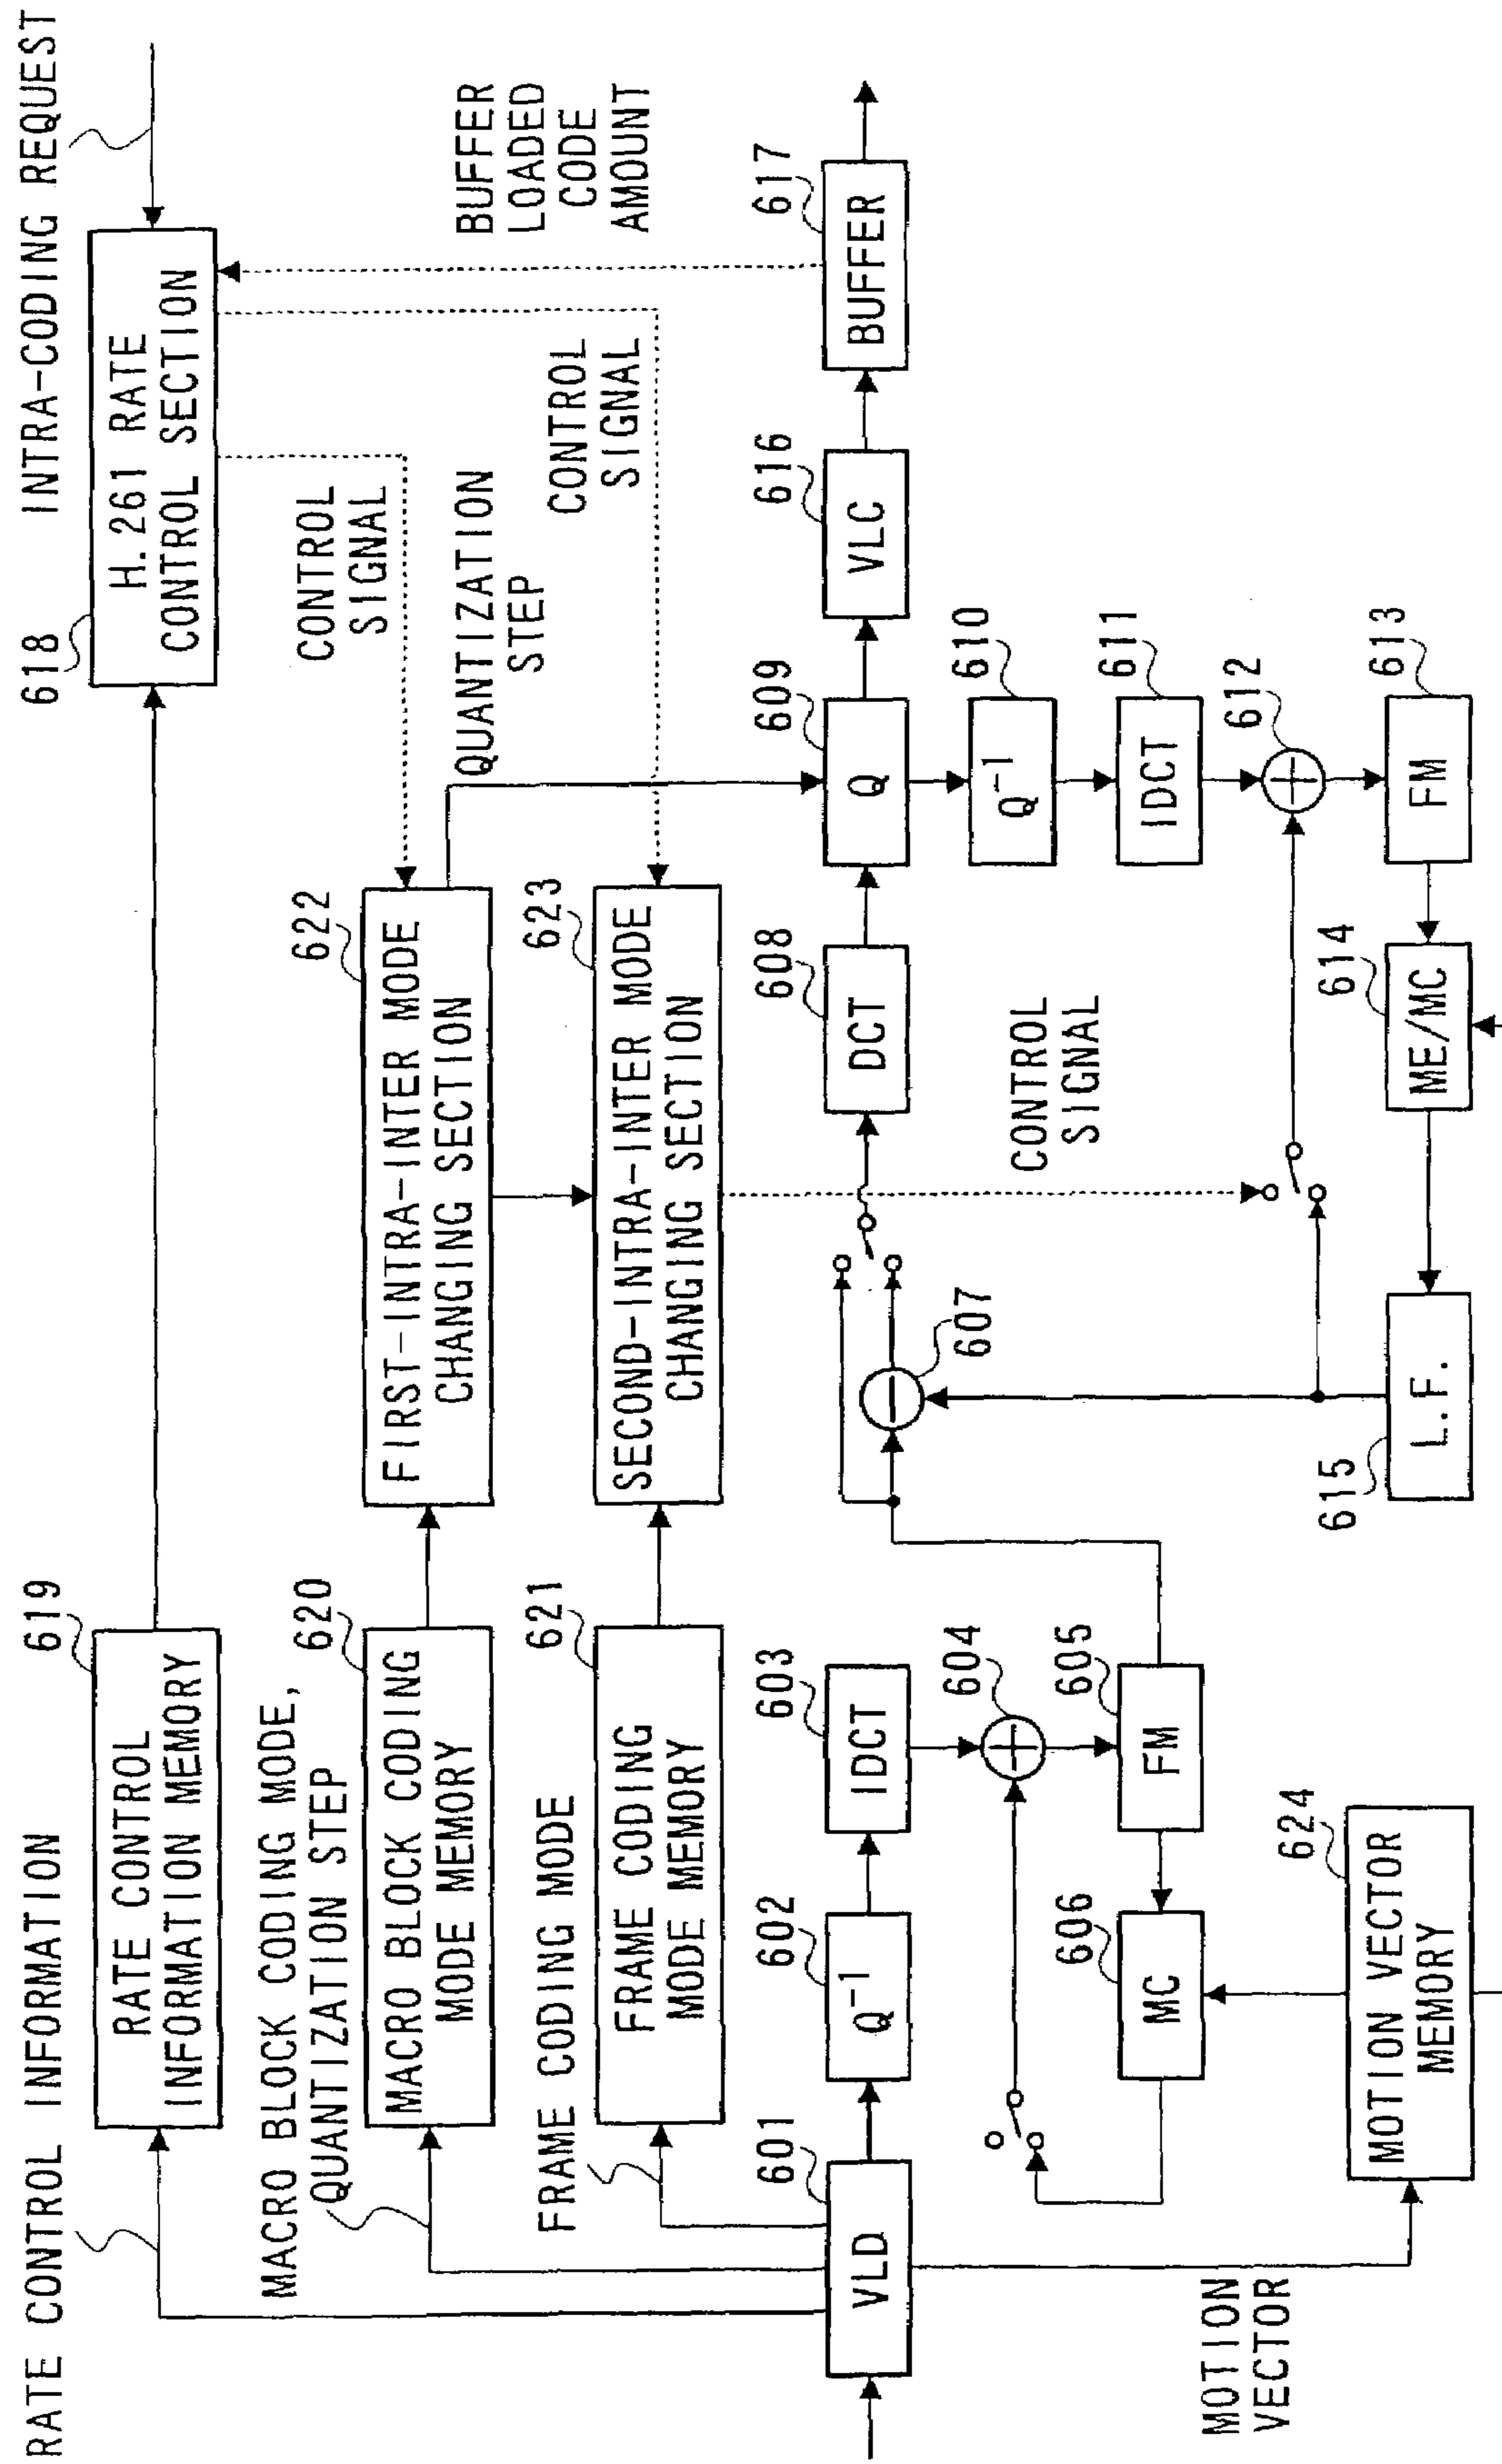 RATE CONTROL INFORMATION
INTRA-CODING REQUEST
619
RATE CONTROL
INFORMATION MEMORY
618
H.261 RATE
CONTROL SECTION
MACRO BLOCK CODING MODE,
QUANTIZATION STEP
620
MACRO BLOCK CODING
MODE MEMORY
622
FIRST-INTRA-INTER MODE
CHANGING SECTION
CONTROL
SIGNAL
QUANTIZATION
STEP
CONTROL
SIGNAL
BUFFER
LOADED
CODE
AMOUNT
FRAME CODING MODE
621
FRAME CODING
MODE MEMORY
623
SECOND-INTRA-INTER MODE
CHANGING SECTION
601
VLD
602
Q-1
603
IDCT
608
DCT
609
Q
616
VLC
617
BUFFER
604
605
FM
606
MC
607
CONTROL
SIGNAL
610
Q-1
611
IDCT
612
613
FM
614
ME/MC
615
L.F.
MOTION
VECTOR
624
MOTION VECTOR
MEMORY